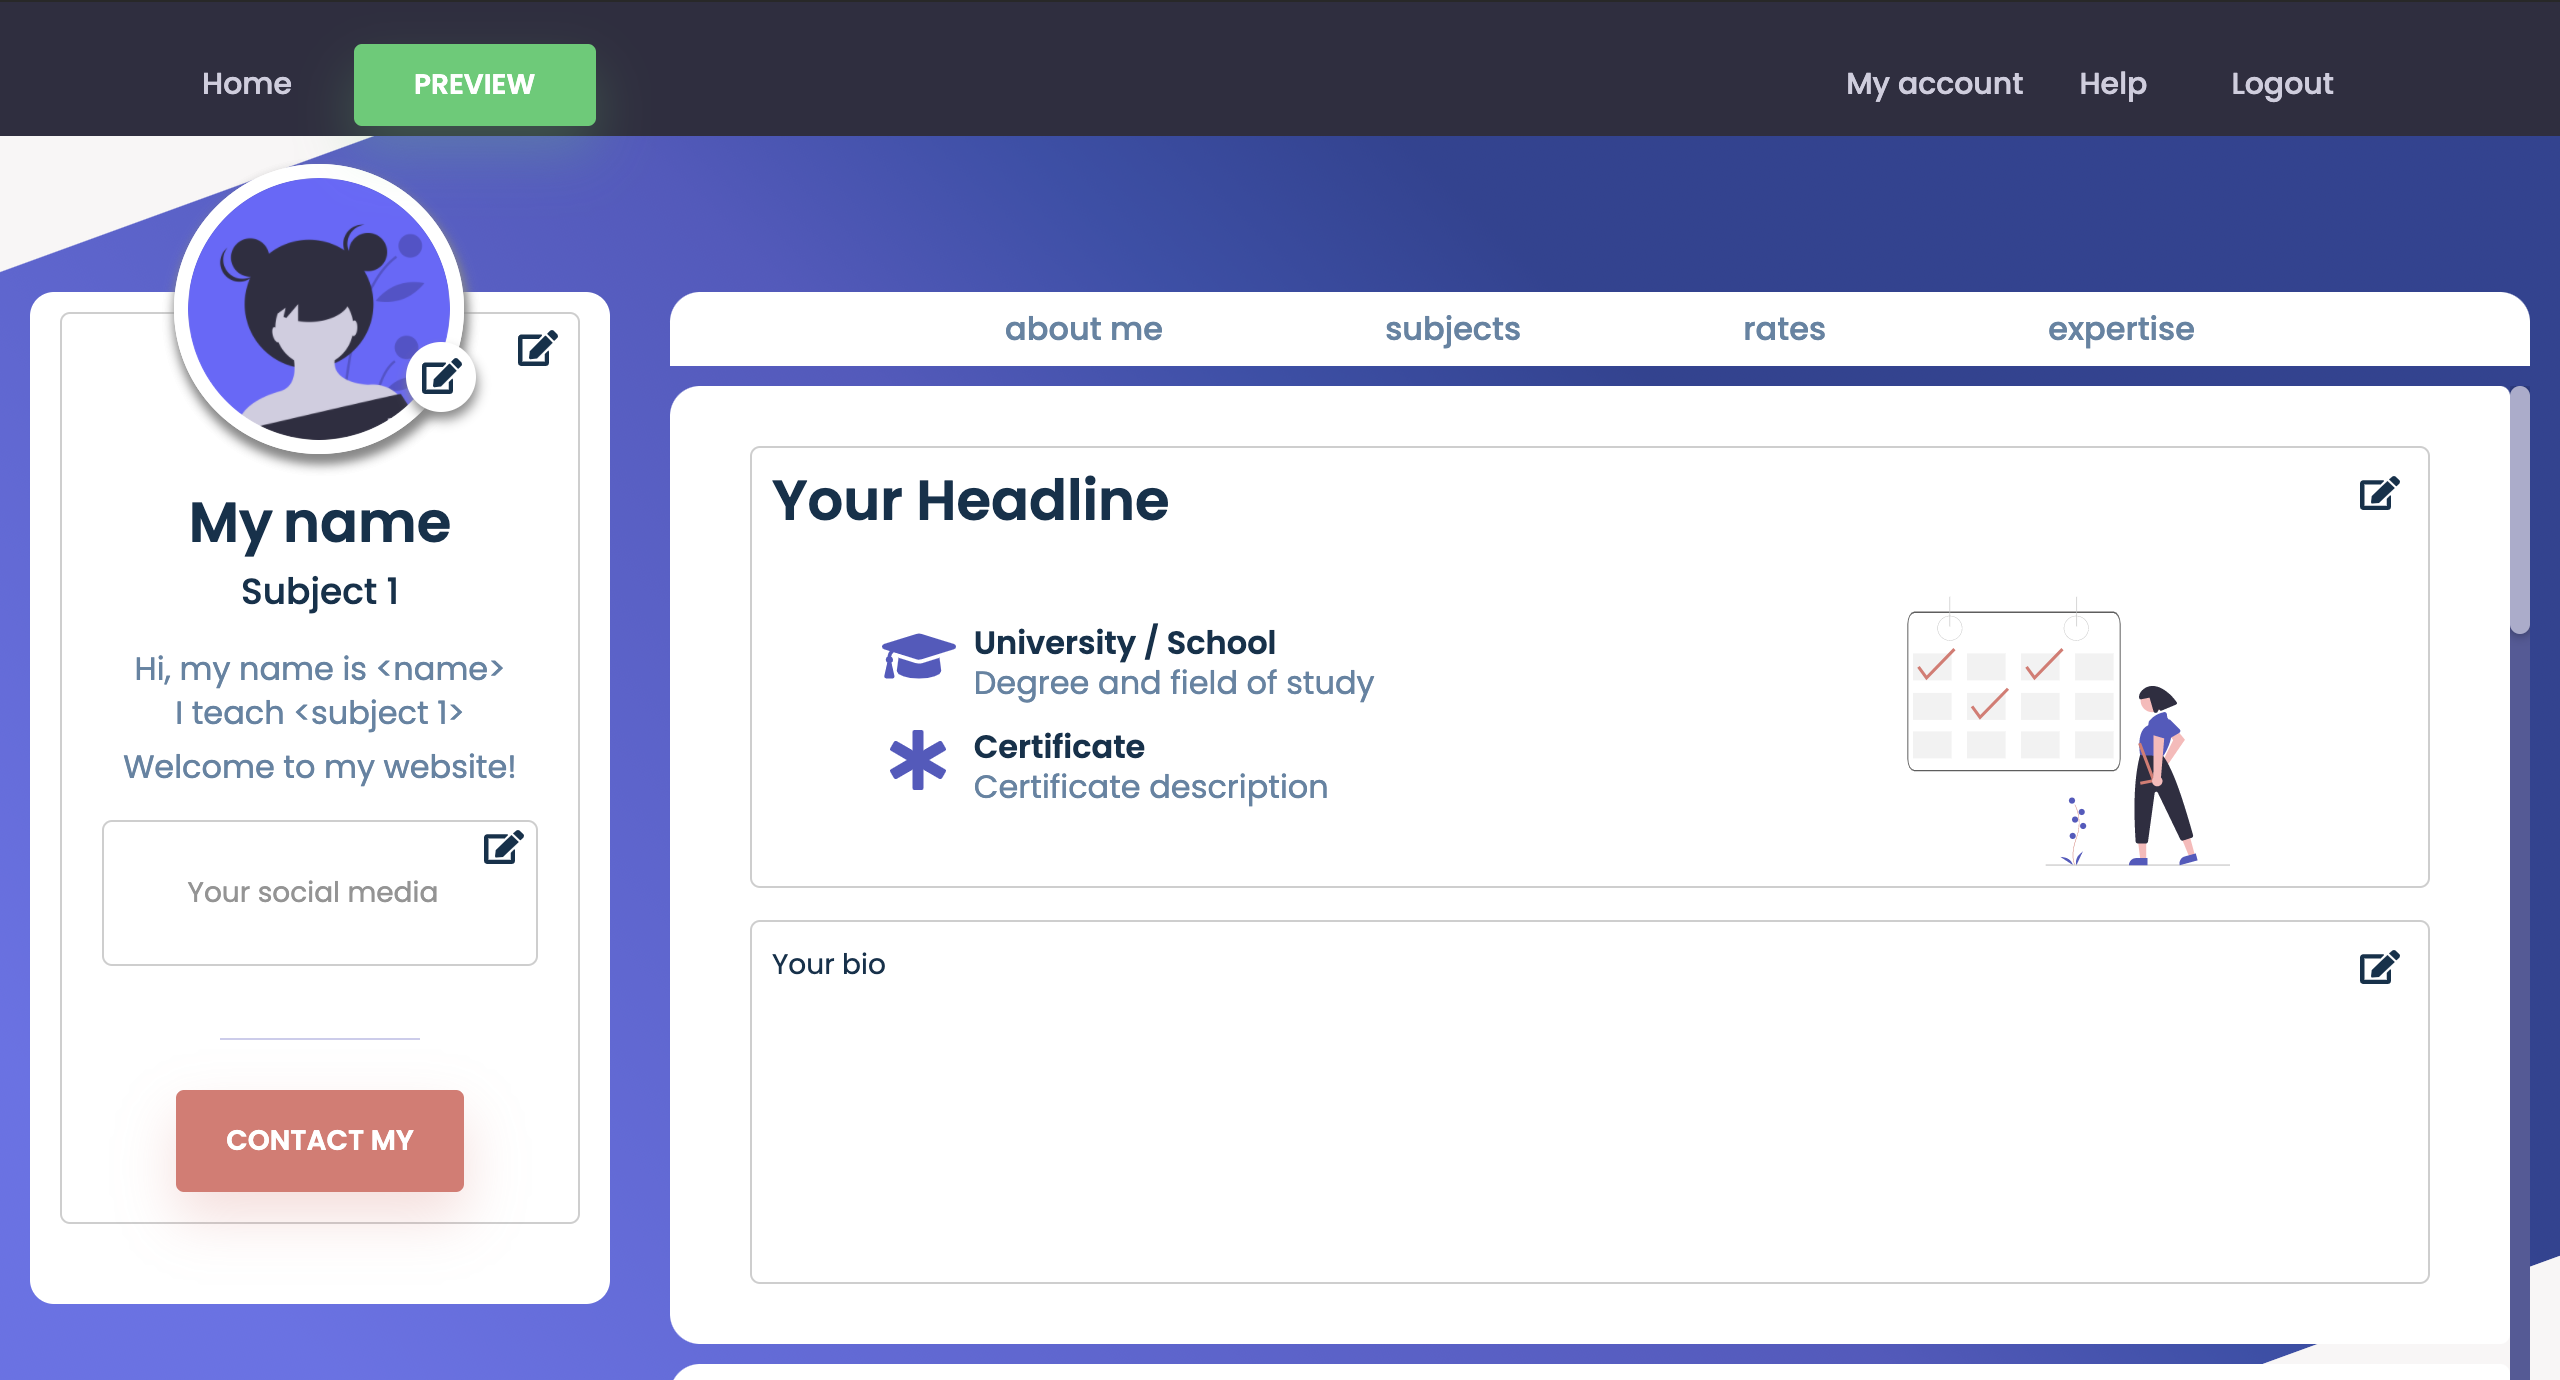 Home
PREVIEW
My account
Help
Logout
My name
Subject 1
Hi, my name is <name>
I teach <subject 1>
Welcome to my website!
Your social media
CONTACT MY
about me
subjects
rates
expertise
Your Headline
University / School
Degree and field of study
Certificate
Certificate description
Your bio